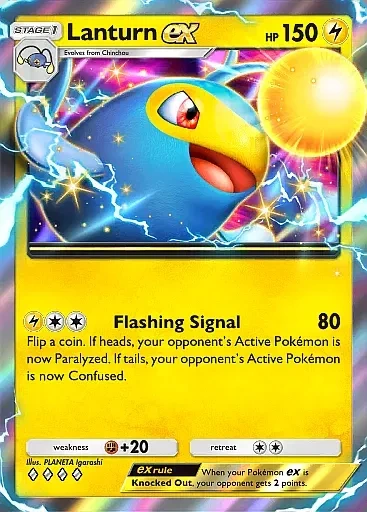 STAGE 1
Lanturn ex
HP 150
Evolves from Chinchou
Flashing Signal 80
Flip a coin. If heads, your opponent's Active Pokémon is
now Paralyzed. If tails, your opponent's Active Pokémon
is now Confused.
weakness +20
retreat
Illus. PLANETA Igarashi
ex rule
When your Pokémon ex is
Knocked Out, your opponent gets 2 points.